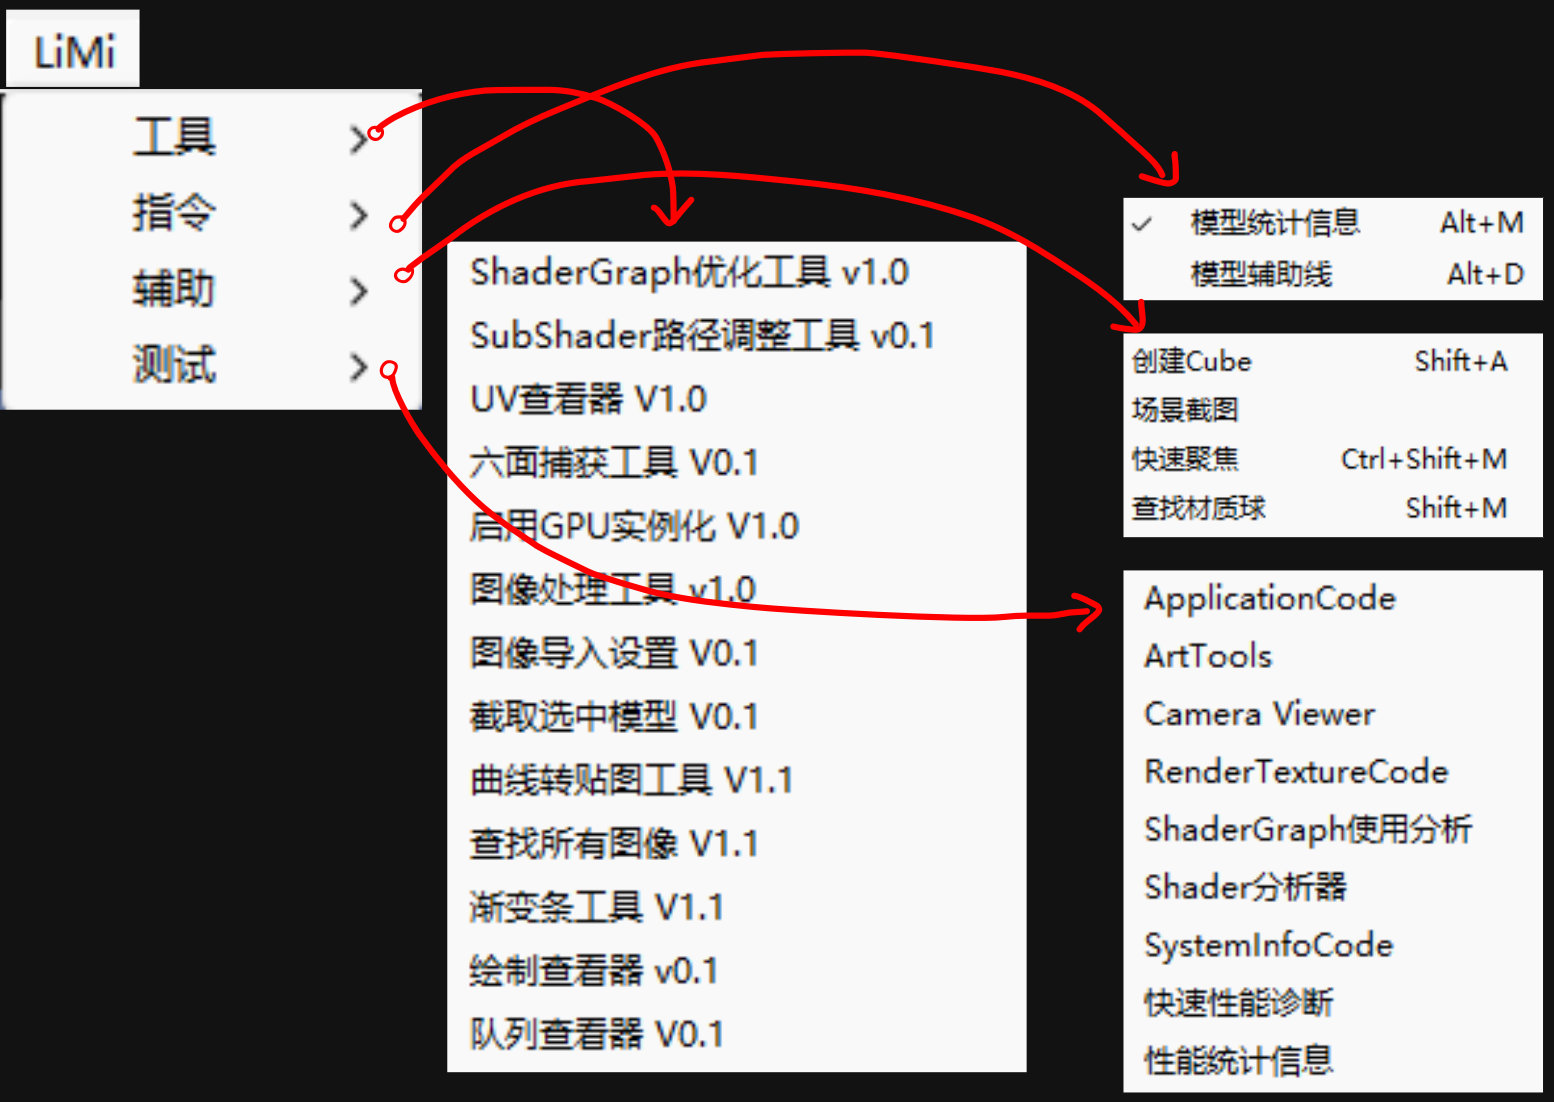 LiMi
工具
指令
辅助
测试
ShaderGraph优化工具 v1.0
SubShader路径调整工具 v0.1
UV查看器 V1.0
六面捕获工具 V0.1
启用GPU实例化 V1.0
图像处理工具 v1.0
图像导入设置 V0.1
截取选中模型 V0.1
曲线转贴图工具 V1.1
查找所有图像 V1.1
渐变条工具 V1.1
绘制查看器 v0.1
队列查看器 V0.1
模型统计信息 Alt+M
模型辅助线 Alt+D
创建Cube Shift+A
场景截图
快速聚焦 Ctrl+Shift+M
查找材质球 Shift+M
ApplicationCode
ArtTools
Camera Viewer
RenderTextureCode
ShaderGraph使用分析
Shader分析器
SystemInfoCode
快速性能诊断
性能统计信息